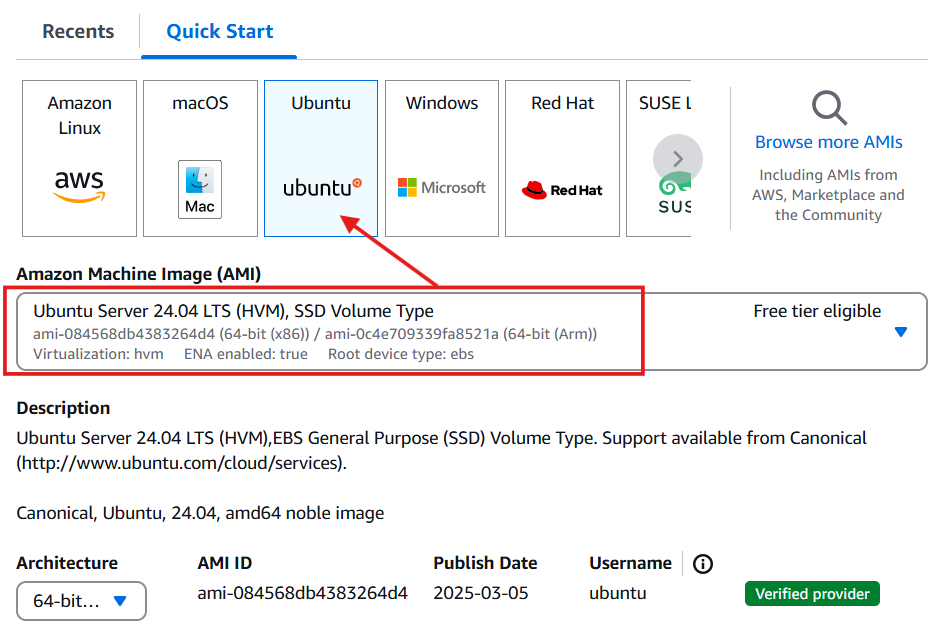 Recents
Quick Start
Amazon
Linux
aws
macOS
Mac
Ubuntu
ubuntu
Windows
Microsoft
Red Hat
Red Hat
SUSE L
SUS
Browse more AMIs
Including AMIs from
AWS, Marketplace and
the Community
Amazon Machine Image (AMI)
Ubuntu Server 24.04 LTS (HVM), SSD Volume Type
Free tier eligible
ami-084568db4383264d4 (64-bit (x86)) / ami-0c4e709339fa8521a (64-bit (Arm))
Virtualization: hvm ENA enabled: true Root device type: ebs
Description
Ubuntu Server 24.04 LTS (HVM),EBS General Purpose (SSD) Volume Type. Support available from Canonical
(http://www.ubuntu.com/cloud/services).
Canonical, Ubuntu, 24.04, amd64 noble image
Architecture AMI ID Publish Date Username
64-bit... ami-084568db4383264d4 2025-03-05 ubuntu Verified provider